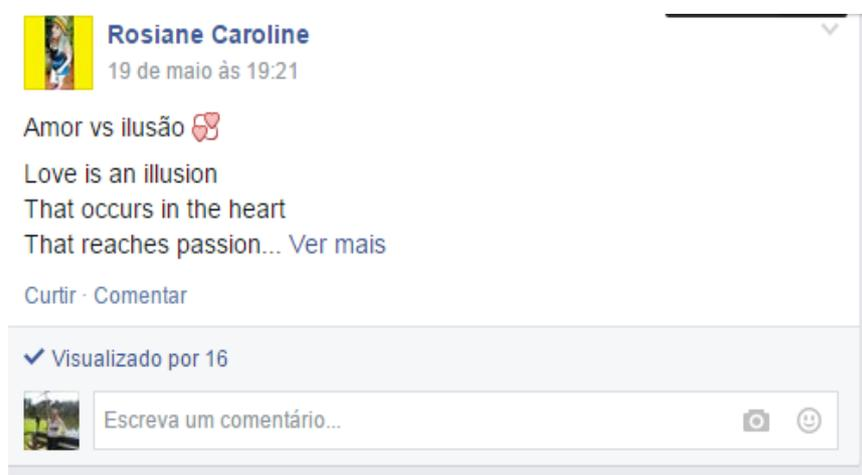 Rosiane Caroline
19 de maio às 19:21
Amor vs ilusão 💞
Love is an illusion
That occurs in the heart
That reaches passion... Ver mais
Curtir · Comentar
Visualizado por 16
Escreva um comentário...